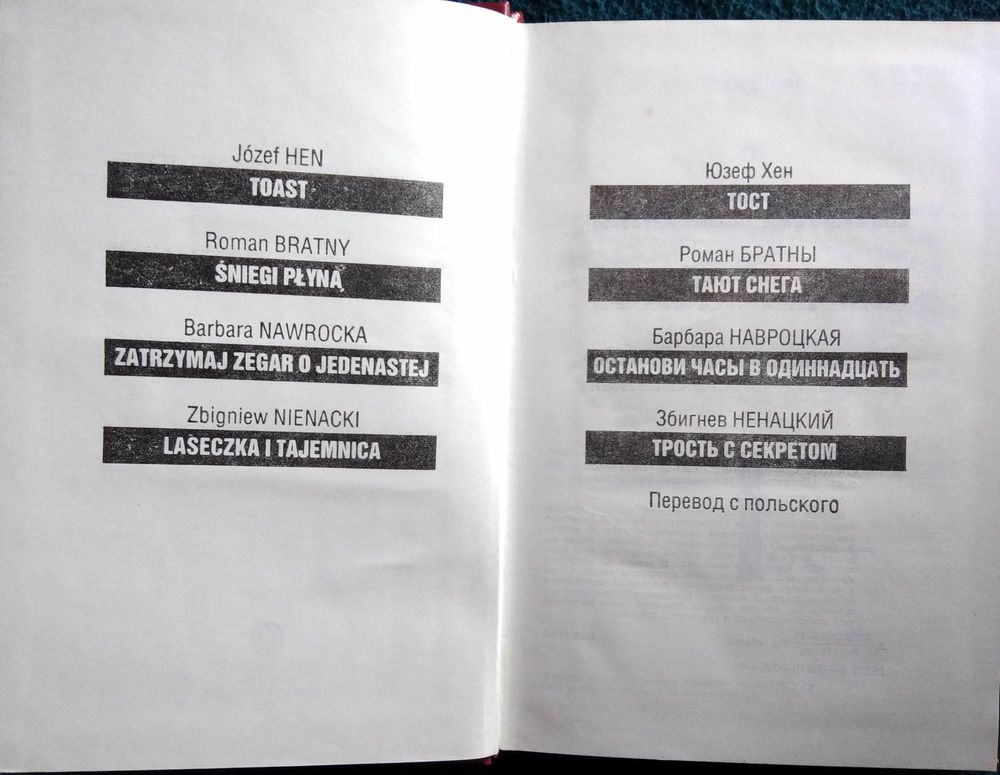 Józef HEN
TOAST
Roman BRATNY
ŚNIEGI PŁYNĄ
Barbara NAWROCKA
ZATRZYMAJ ZEGAR O JEDENASTEJ
Zbigniew NIENACKI
LASECZKA I TAJEMNICA
Юзеф Хен
ТОСТ
Роман БРАТНЫ
ТАЮТ СНЕГА
Барбара НАВРОЦКАЯ
ОСТАНОВИ ЧАСЫ В ОДИННАДЦАТЬ
Збигнев НЕНАЦКИЙ
ТРОСТЬ С СЕКРЕТОМ
Перевод с польского